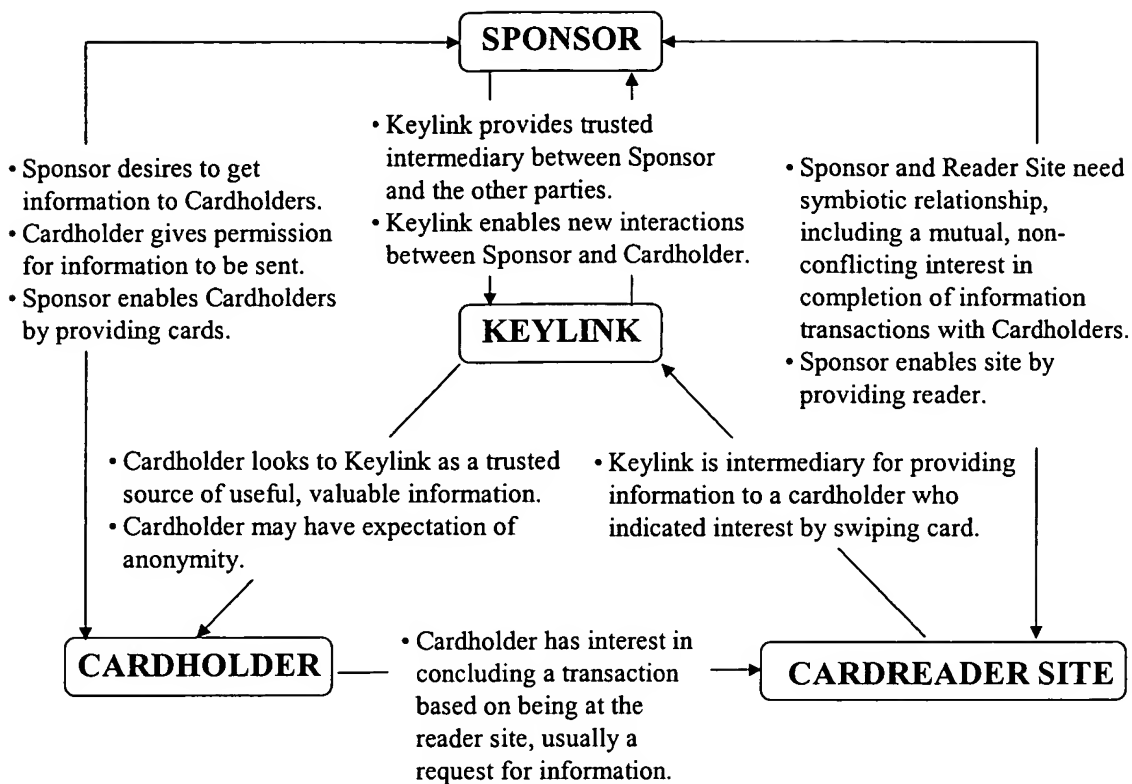 SPONSOR
• Sponsor desires to get
information to Cardholders.
• Cardholder gives permission
for information to be sent.
• Sponsor enables Cardholders
by providing cards.
• Keylink provides trusted
intermediary between Sponsor
and the other parties.
• Keylink enables new interactions
between Sponsor and Cardholder.
• Sponsor and Reader Site need
symbiotic relationship,
including a mutual, non-
conflicting interest in
completion of information
transactions with Cardholders.
• Sponsor enables site by
providing reader.
KEYLINK
• Cardholder looks to Keylink as a trusted
source of useful, valuable information.
• Cardholder may have expectation of
anonymity.
• Keylink is intermediary for providing
information to a cardholder who
indicated interest by swiping card.
CARDHOLDER
• Cardholder has interest in
concluding a transaction
based on being at the
reader site, usually a
request for information.
CARDREADER SITE